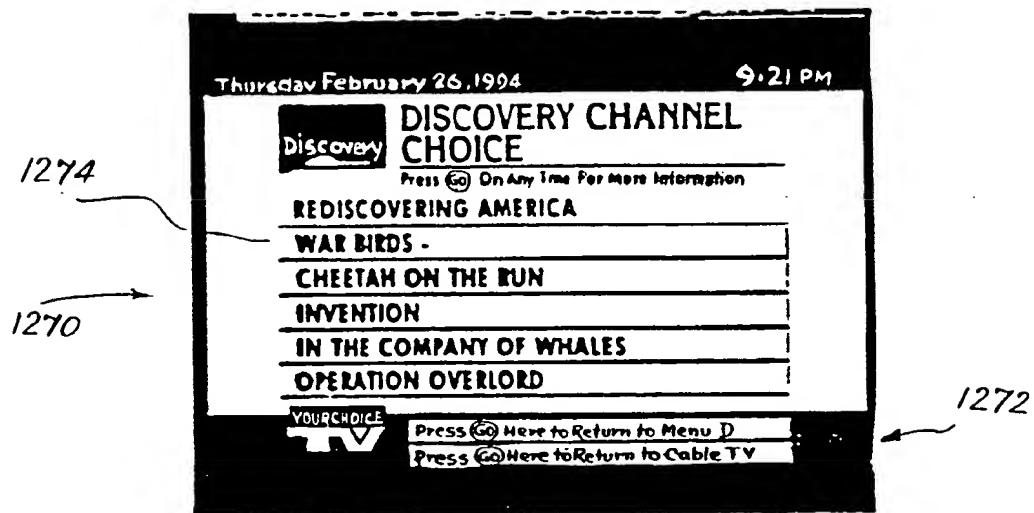 Thursday February 26, 1994 9:21 PM
Discovery
DISCOVERY CHANNEL
CHOICE
Press Go On Any Time For More Information
1274
REDISCOVERING AMERICA
WAR BIRDS -
CHEETAH ON THE RUN
1270
INVENTION
IN THE COMPANY OF WHALES
OPERATION OVERLORD
1272
YOUR CHOICE
TV
Press Go Here to Return to Menu D
Press Go Here to Return to Cable TV